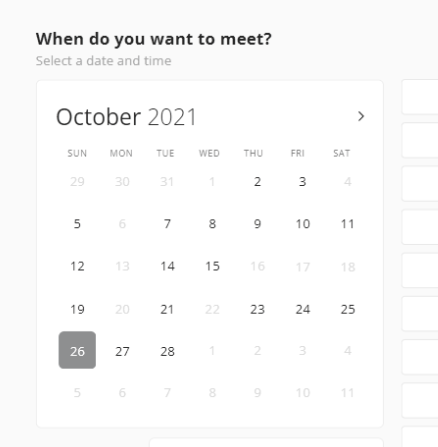 When do you want to meet?
Select a date and time
October 2021 >
SUN MON TUE WED THU FRI SAT
29 30 31 1 2 3 4
5 6 7 8 9 10 11
12 13 14 15 16 17 18
19 20 21 22 23 24 25
26 27 28 1 2 3 4
5 6 7 8 9 10 11